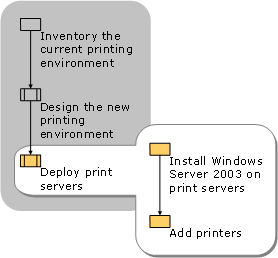 Inventory the
current printing
environment
Design the new
printing
environment
Deploy print
servers
Install Windows
Server 2003 on
print servers
Add printers